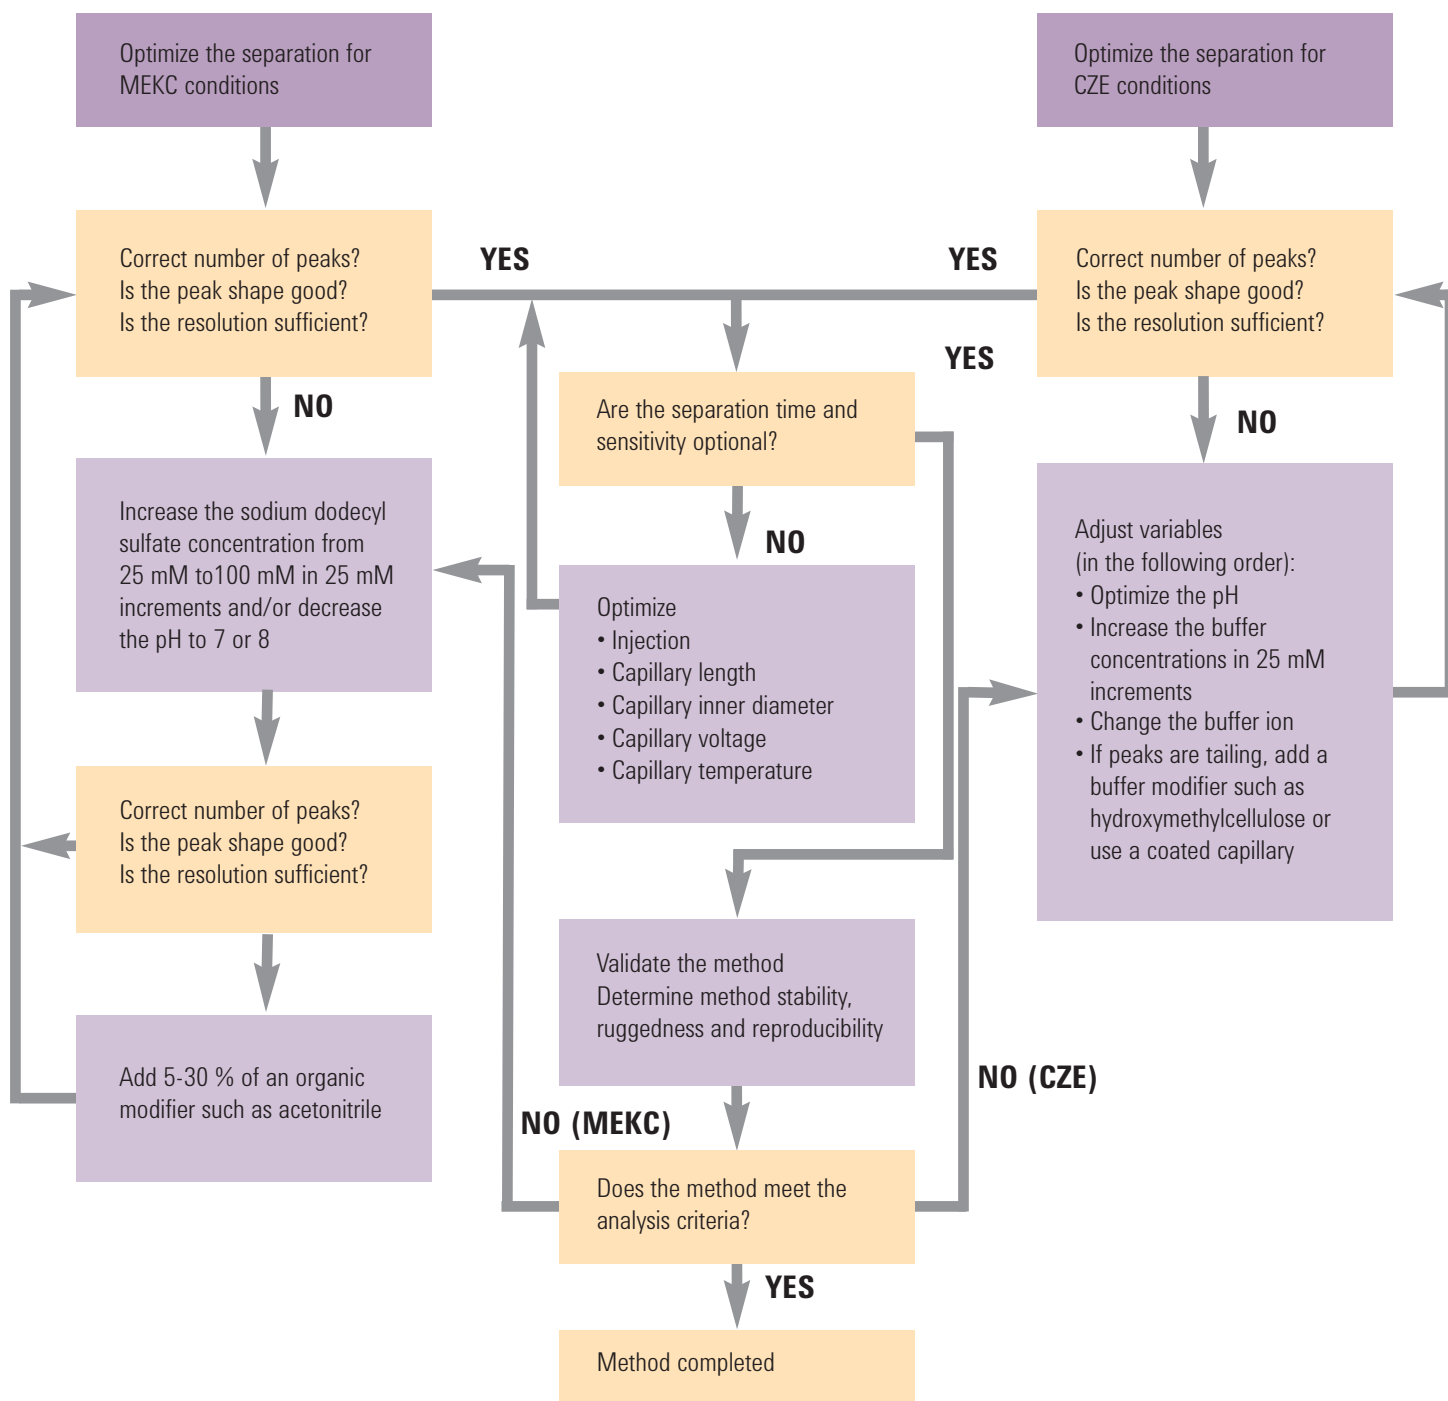 Optimize the separation for
MEKC conditions
Optimize the separation for
CZE conditions
Correct number of peaks?
Is the peak shape good?
Is the resolution sufficient?
YES
YES
Correct number of peaks?
Is the peak shape good?
Is the resolution sufficient?
YES
NO
Are the separation time and
sensitivity optional?
NO
Increase the sodium dodecyl
sulfate concentration from
25 mM to100 mM in 25 mM
increments and/or decrease
the pH to 7 or 8
NO
Optimize
• Injection
• Capillary length
• Capillary inner diameter
• Capillary voltage
• Capillary temperature
Adjust variables
(in the following order):
• Optimize the pH
• Increase the buffer
concentrations in 25 mM
increments
• Change the buffer ion
• If peaks are tailing, add a
buffer modifier such as
hydroxymethylcellulose or
use a coated capillary
Correct number of peaks?
Is the peak shape good?
Is the resolution sufficient?
Validate the method
Determine method stability,
ruggedness and reproducibility
Add 5-30 % of an organic
modifier such as acetonitrile
NO (MEKC)
NO (CZE)
Does the method meet the
analysis criteria?
YES
Method completed